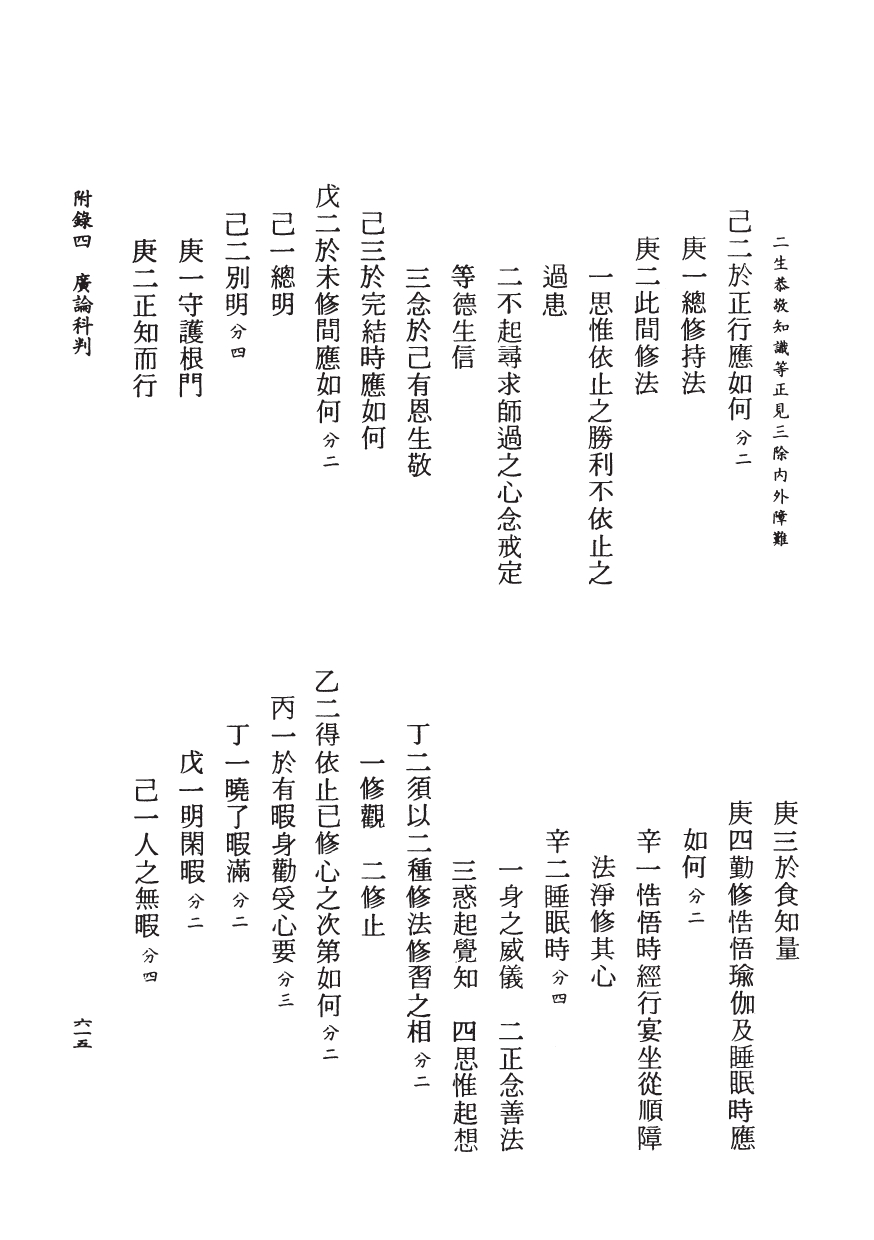 二生恭敬知識等正見三除內外障難
己二於正行應如何 分二
庚一總修持法
庚二此間修法
一思惟依止之勝利不依止之
過患
二不起尋求師過之心念戒定
等德生信
三念於己有恩生敬
己三於完結時應如何
戊二於未修間應如何 分二
己一總明
己二別明 分四
庚一守護根門
庚二正知而行
庚三於食知量
庚四勤修悎悟瑜伽及睡眠時應
如何 分二
辛一悎悟時經行宴坐從順障
法淨修其心
辛二睡眠時 分四
一身之威儀 二正念善法
三惑起覺知 四思惟起想
丁二須以二種修法修習之相 分二
一修觀 二修止
乙二得依止已修心之次第如何 分二
丙一於有暇身勸受心要 分三
丁一曉了暇滿 分二
戊一明閑暇 分二
己一人之無暇 分四
附錄四 廣論科判
六一五